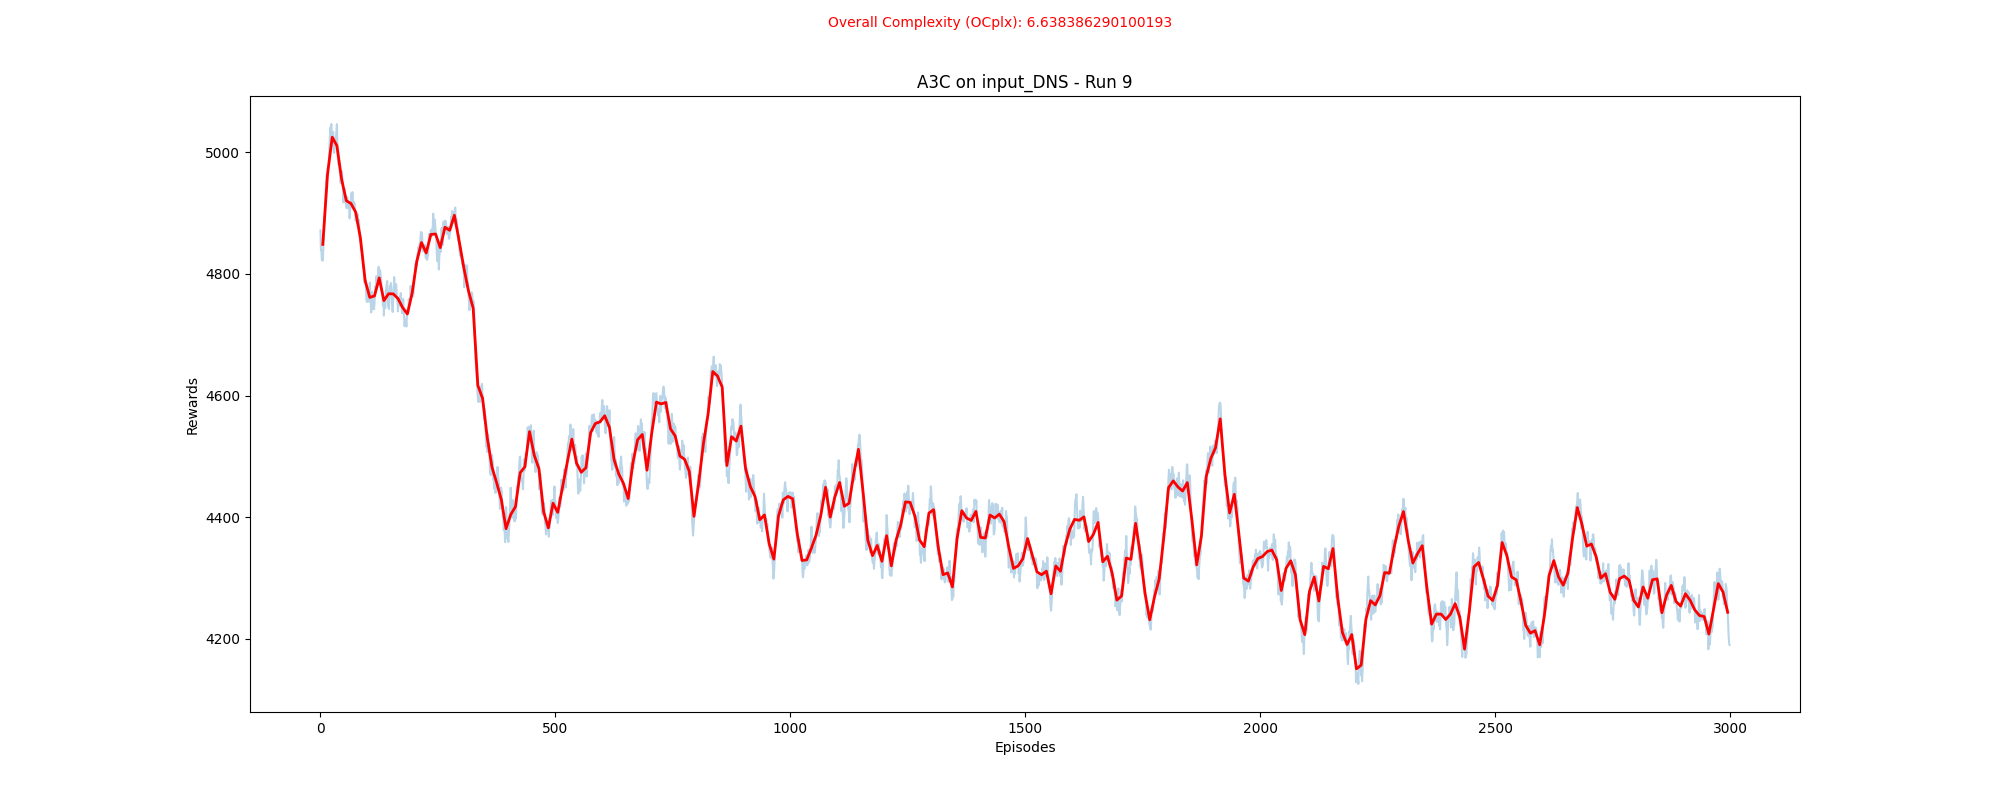 Overall Complexity (OCplx): 6.638386290100193
A3C on input_DNS - Run 9
Rewards
5000
4800
4600
4400
4200
0 500 1000 1500 2000 2500 3000
Episodes